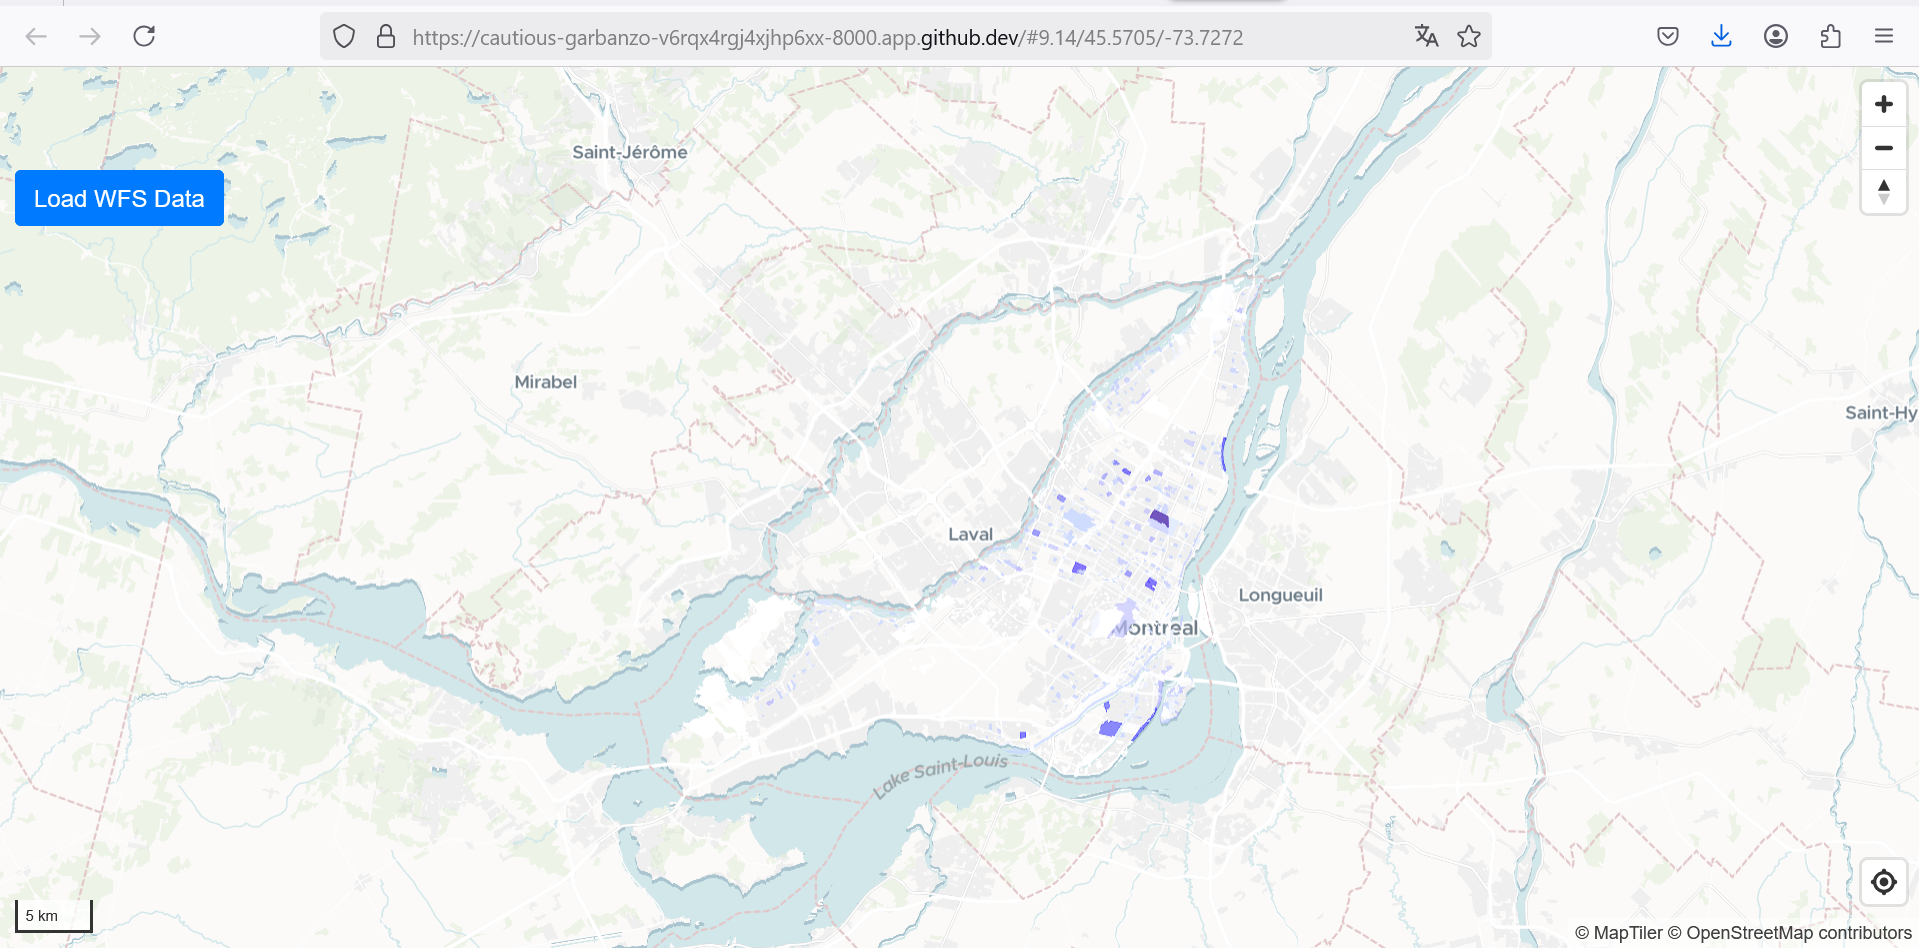 https://cautious-garbanzo-v6rqx4rgj4xjhp6xx-8000.app.github.dev/#9.14/45.5705/-73.7272
Saint-Jérôme
Load WFS Data
Mirabel
Saint-Hy
Laval
Longueuil
Montreal
Lake Saint-Louis
5 km
© MapTiler © OpenStreetMap contributors